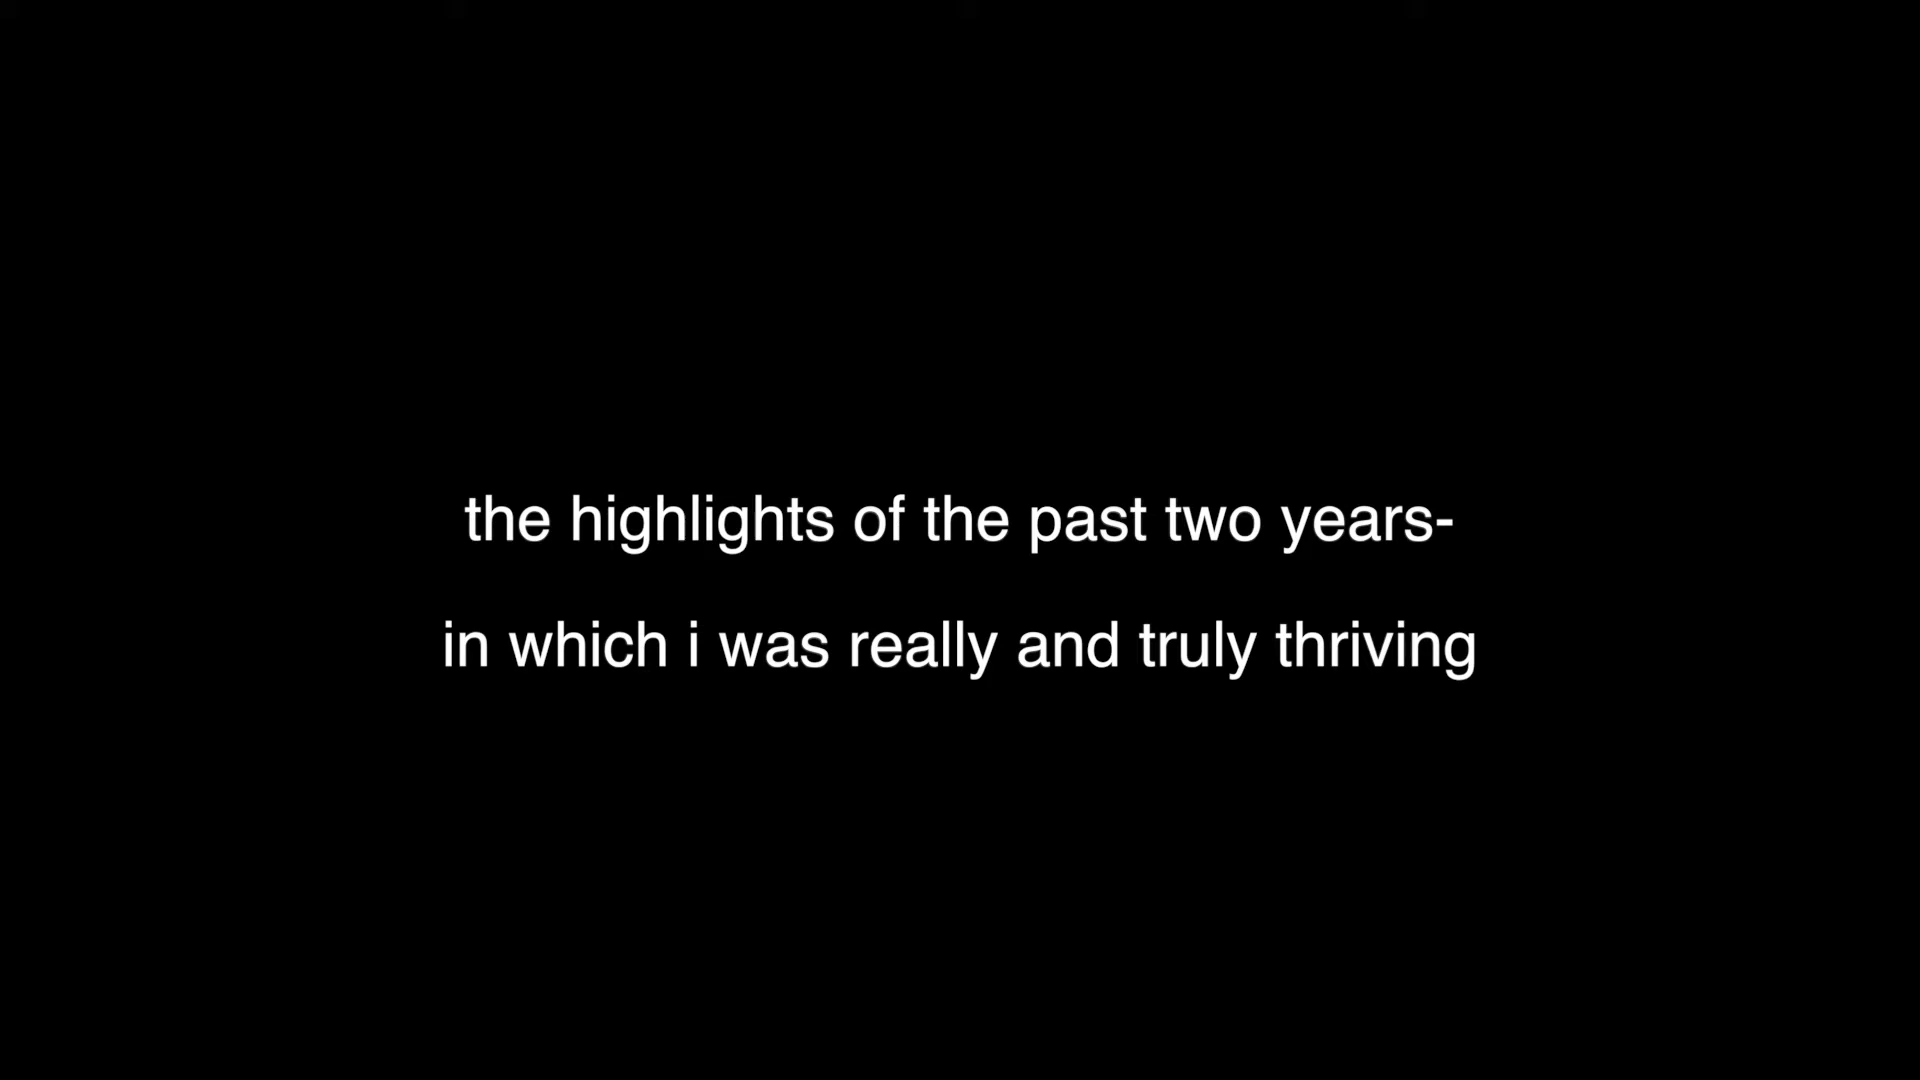 the highlights of the past two years-
in which i was really and truly thriving